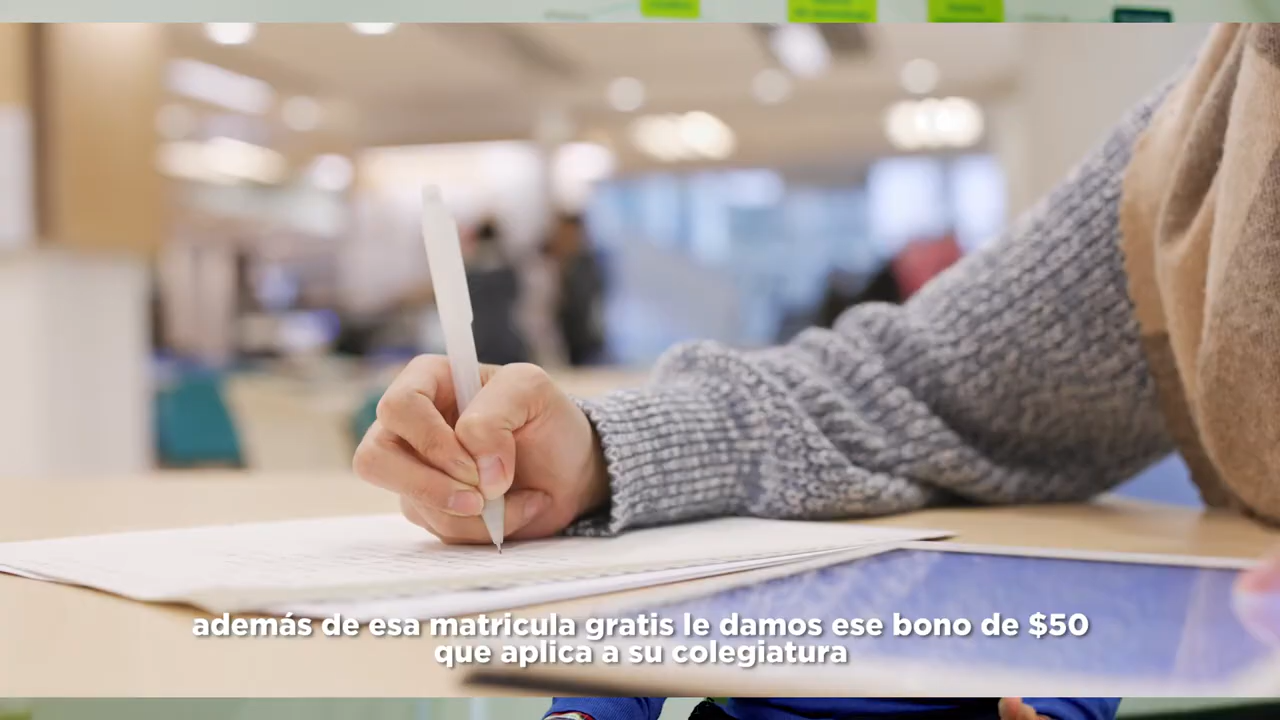 además de esa matricula gratis le damos ese bono de $50
que aplica a su colegiatura